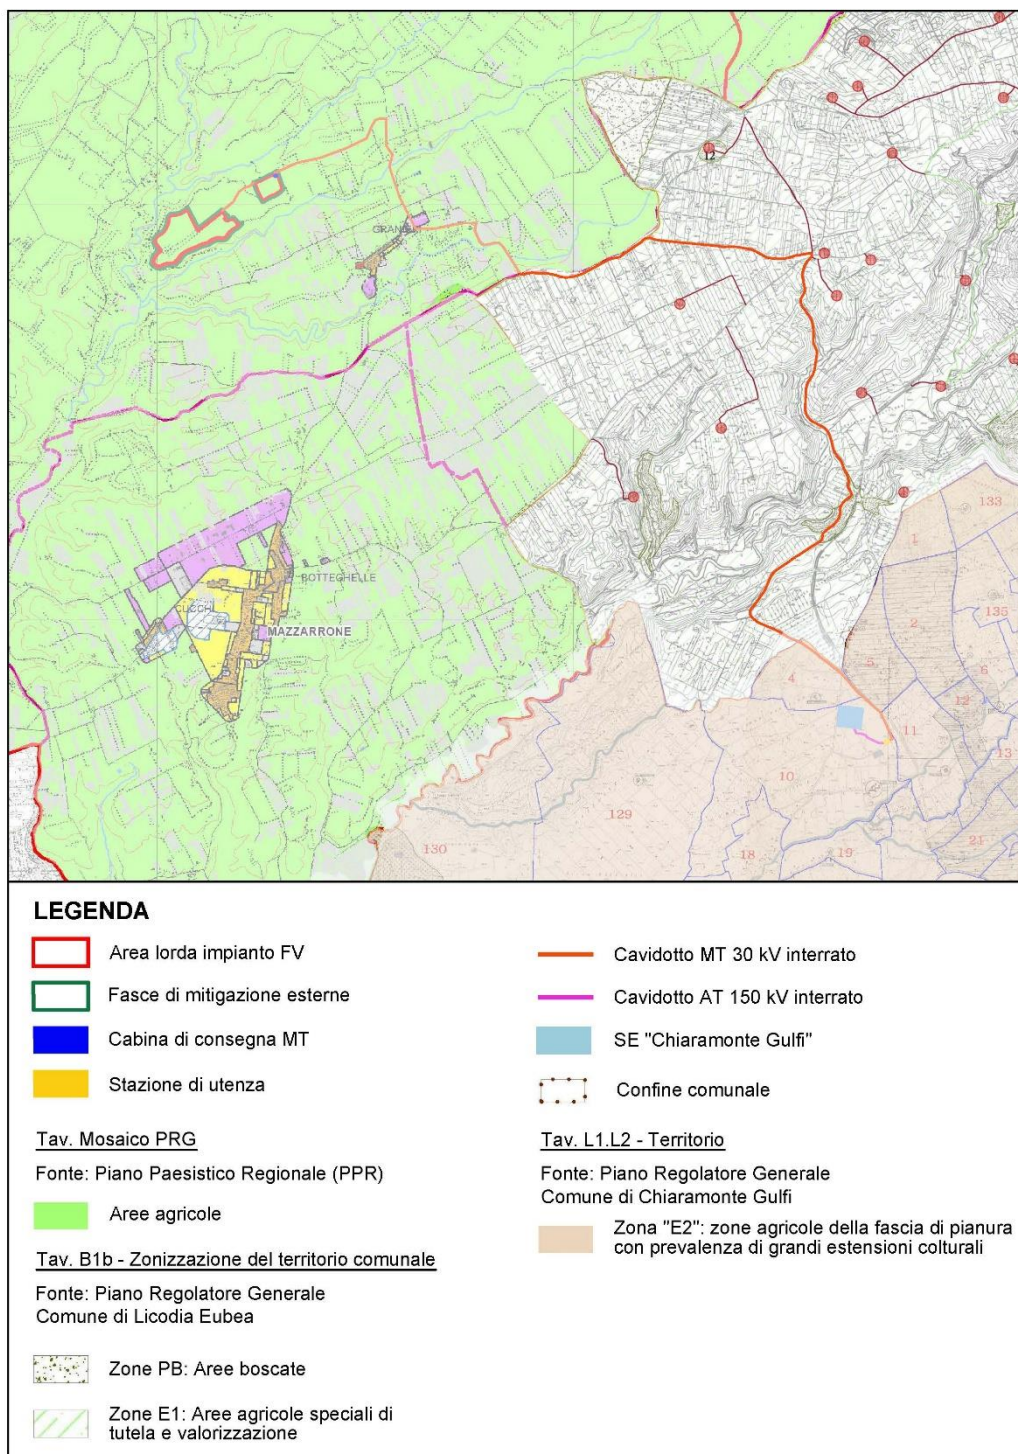 12
GRANIERI
133
1
135
2
BOTTEGHELLE
CUCCHI
MAZZARRONE
5
4
6
12
11
13
10
129
130
18
19
21
LEGENDA
Area lorda impianto FV
Fasce di mitigazione esterne
Cabina di consegna MT
Stazione di utenza
Tav. Mosaico PRG
Fonte: Piano Paesistico Regionale (PPR)
Aree agricole
Tav. B1b - Zonizzazione del territorio comunale
Fonte: Piano Regolatore Generale
Comune di Licodia Eubea
Zone PB: Aree boscate
Zone E1: Aree agricole speciali di
tutela e valorizzazione
Cavidotto MT 30 kV interrato
Cavidotto AT 150 kV interrato
SE "Chiaramonte Gulfi"
Confine comunale
Tav. L1.L2 - Territorio
Fonte: Piano Regolatore Generale
Comune di Chiaramonte Gulfi
Zona "E2": zone agricole della fascia di pianura
con prevalenza di grandi estensioni colturali